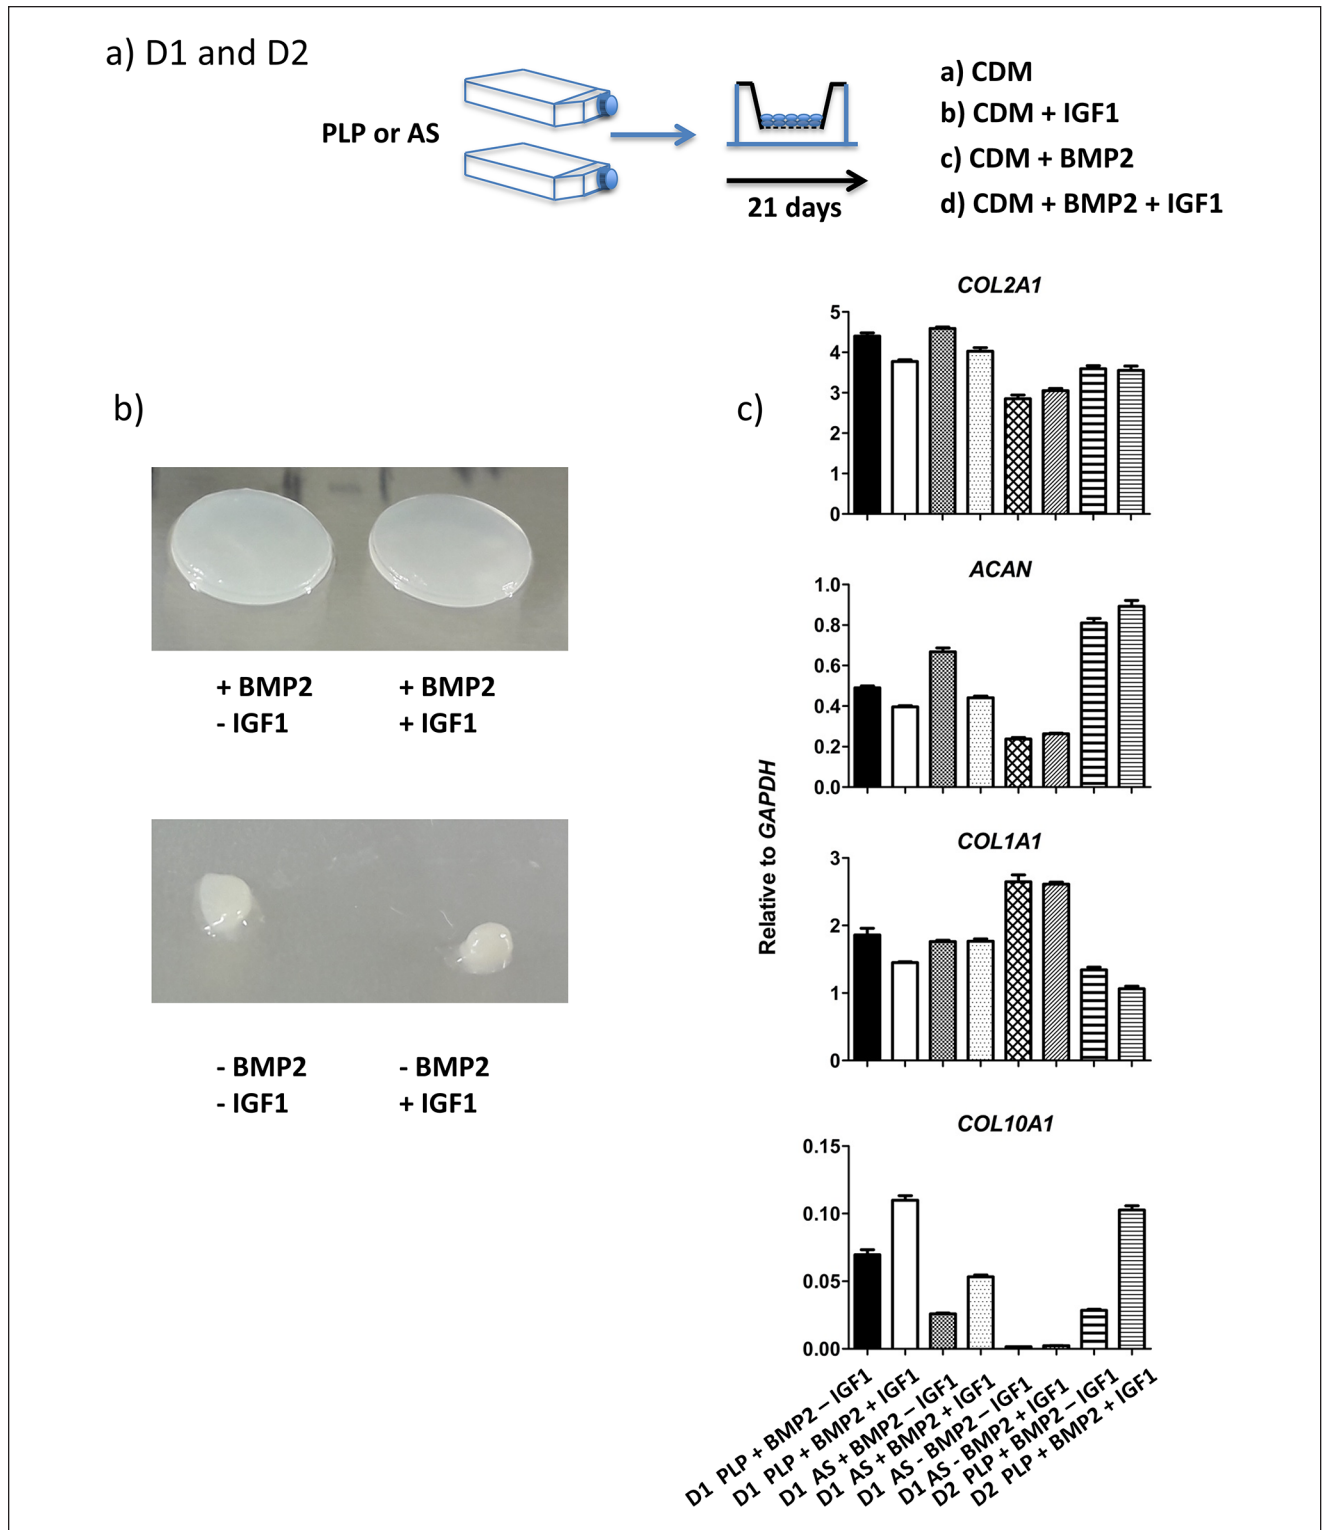 a) D1 and D2
PLP or AS
21 days
a) CDM
b) CDM + IGF1
c) CDM + BMP2
d) CDM + BMP2 + IGF1
b)
+ BMP2
- IGF1
+ BMP2
+ IGF1
- BMP2
- IGF1
- BMP2
+ IGF1
c)
Relative to GAPDH
COL2A1
5
4
3
2
1
0
ACAN
1.0
0.8
0.6
0.4
0.2
0.0
COL1A1
3
2
1
0
COL10A1
0.15
0.10
0.05
0.00
D1 PLP + BMP2 – IGF1
D1 PLP + BMP2 + IGF1
D1 AS + BMP2 – IGF1
D1 AS + BMP2 + IGF1
D1 AS - BMP2 – IGF1
D1 AS - BMP2 + IGF1
D2 PLP + BMP2 – IGF1
D2 PLP + BMP2 + IGF1